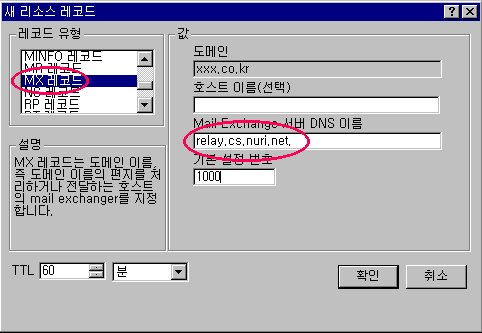 새 리소스 레코드
레코드 유형
MINFO 레코드
MR 레코드
MX 레코드
NS 레코드
RP 레코드
RT 레코드
설명
MX 레코드는 도메인 이름,
즉 도메인 이름의 편지를 처
리하거나 전달하는 호스트
의 mail exchanger를 지정
합니다.
값
도메인
xxx.co.kr
호스트 이름(선택)
Mail Exchange 서버 DNS 이름
relay.cs.nuri.net.
기본 설정 번호
1000
TTL 60 분
확인 취소